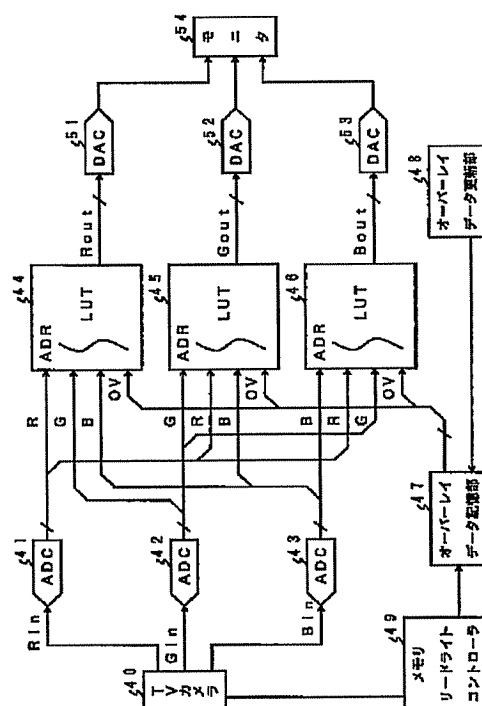 40
TVカメラ
Rin
Gin
Bin
41
ADC
42
ADC
43
ADC
R
G
B
OV
G
R
B
OV
B
R
G
OV
44
ADR
LUT
45
ADR
LUT
46
ADR
LUT
Rout
Gout
Bout
51
DAC
52
DAC
53
DAC
54
モニタ
49
メモリ
リードライト
コントローラ
47
オーバーレイ
データ記憶部
48
オーバーレイ
データ更新部